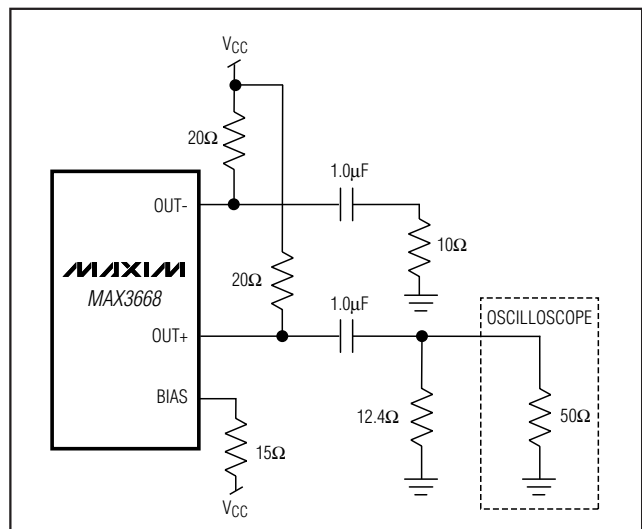 VCC
20Ω
1.0μF
OUT-
10Ω
MAXIM
MAX3668
20Ω
1.0μF
OSCILLOSCOPE
OUT+
BIAS
12.4Ω
50Ω
15Ω
VCC